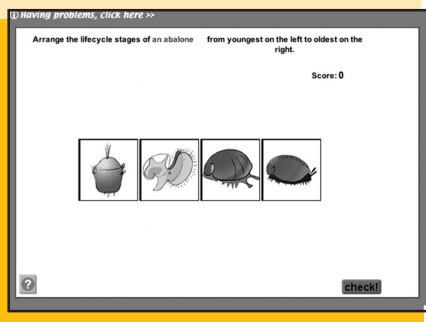 ⓘ Having problems, click here >>
Arrange the lifecycle stages of an abalone from youngest on the left to oldest on the
right.
Score: 0
?
check!